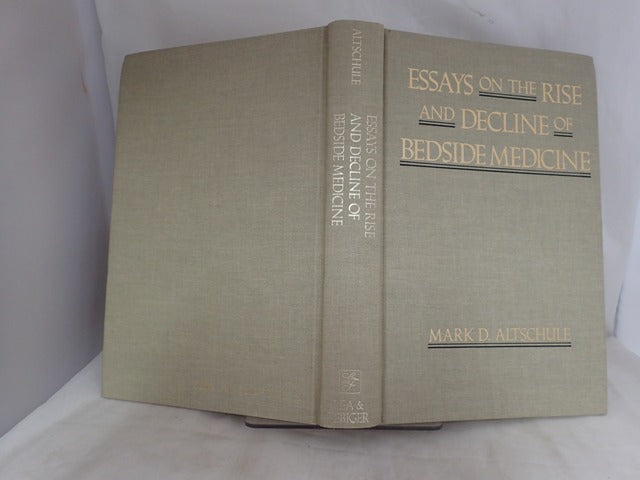 ALTSCHULE
ESSAYS ON THE RISE
AND DECLINE OF
BEDSIDE MEDICINE
LEA &
FEBIGER
ESSAYS ON THE RISE
AND DECLINE OF
BEDSIDE MEDICINE
MARK D. ALTSCHULE